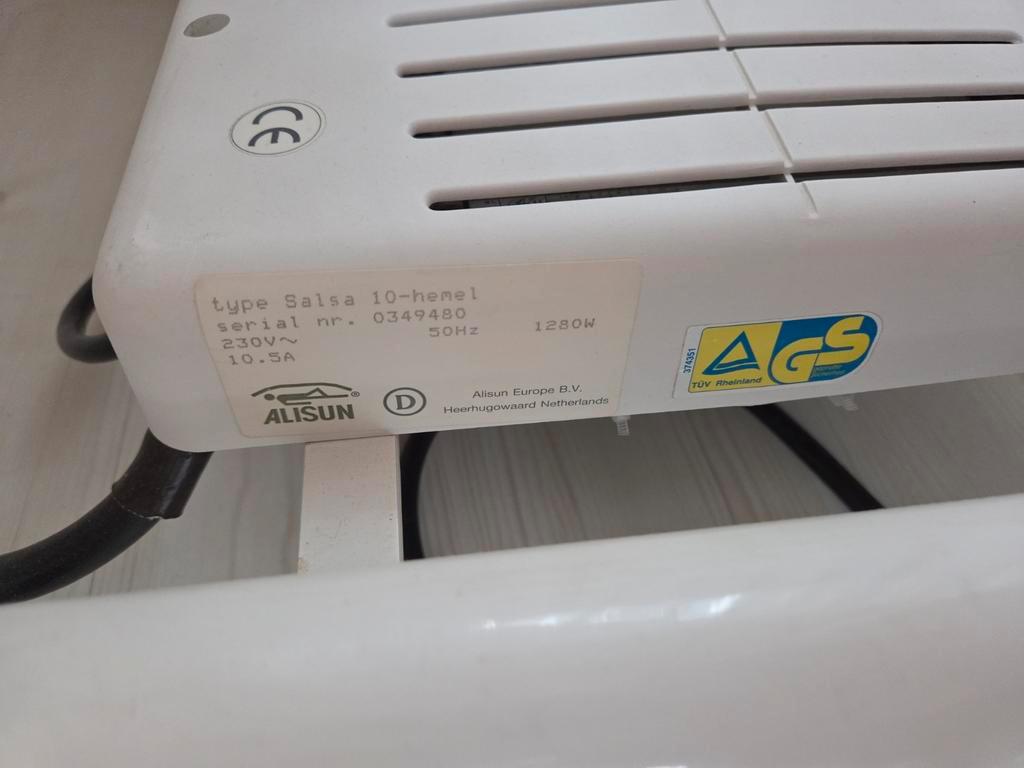 CE
type Salsa 10-hemel
serial nr. 0349480
230V~ 50Hz 1280W
10.5A
ALISUN®
D
Alisun Europe B.V.
Heerhugowaard Netherlands
374351
TÜV Rheinland
GS